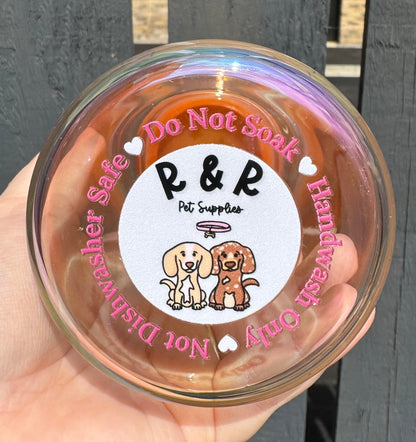 Do Not Soak
Handwash Only
Not Dishwasher Safe
R & R
Pet Supplies